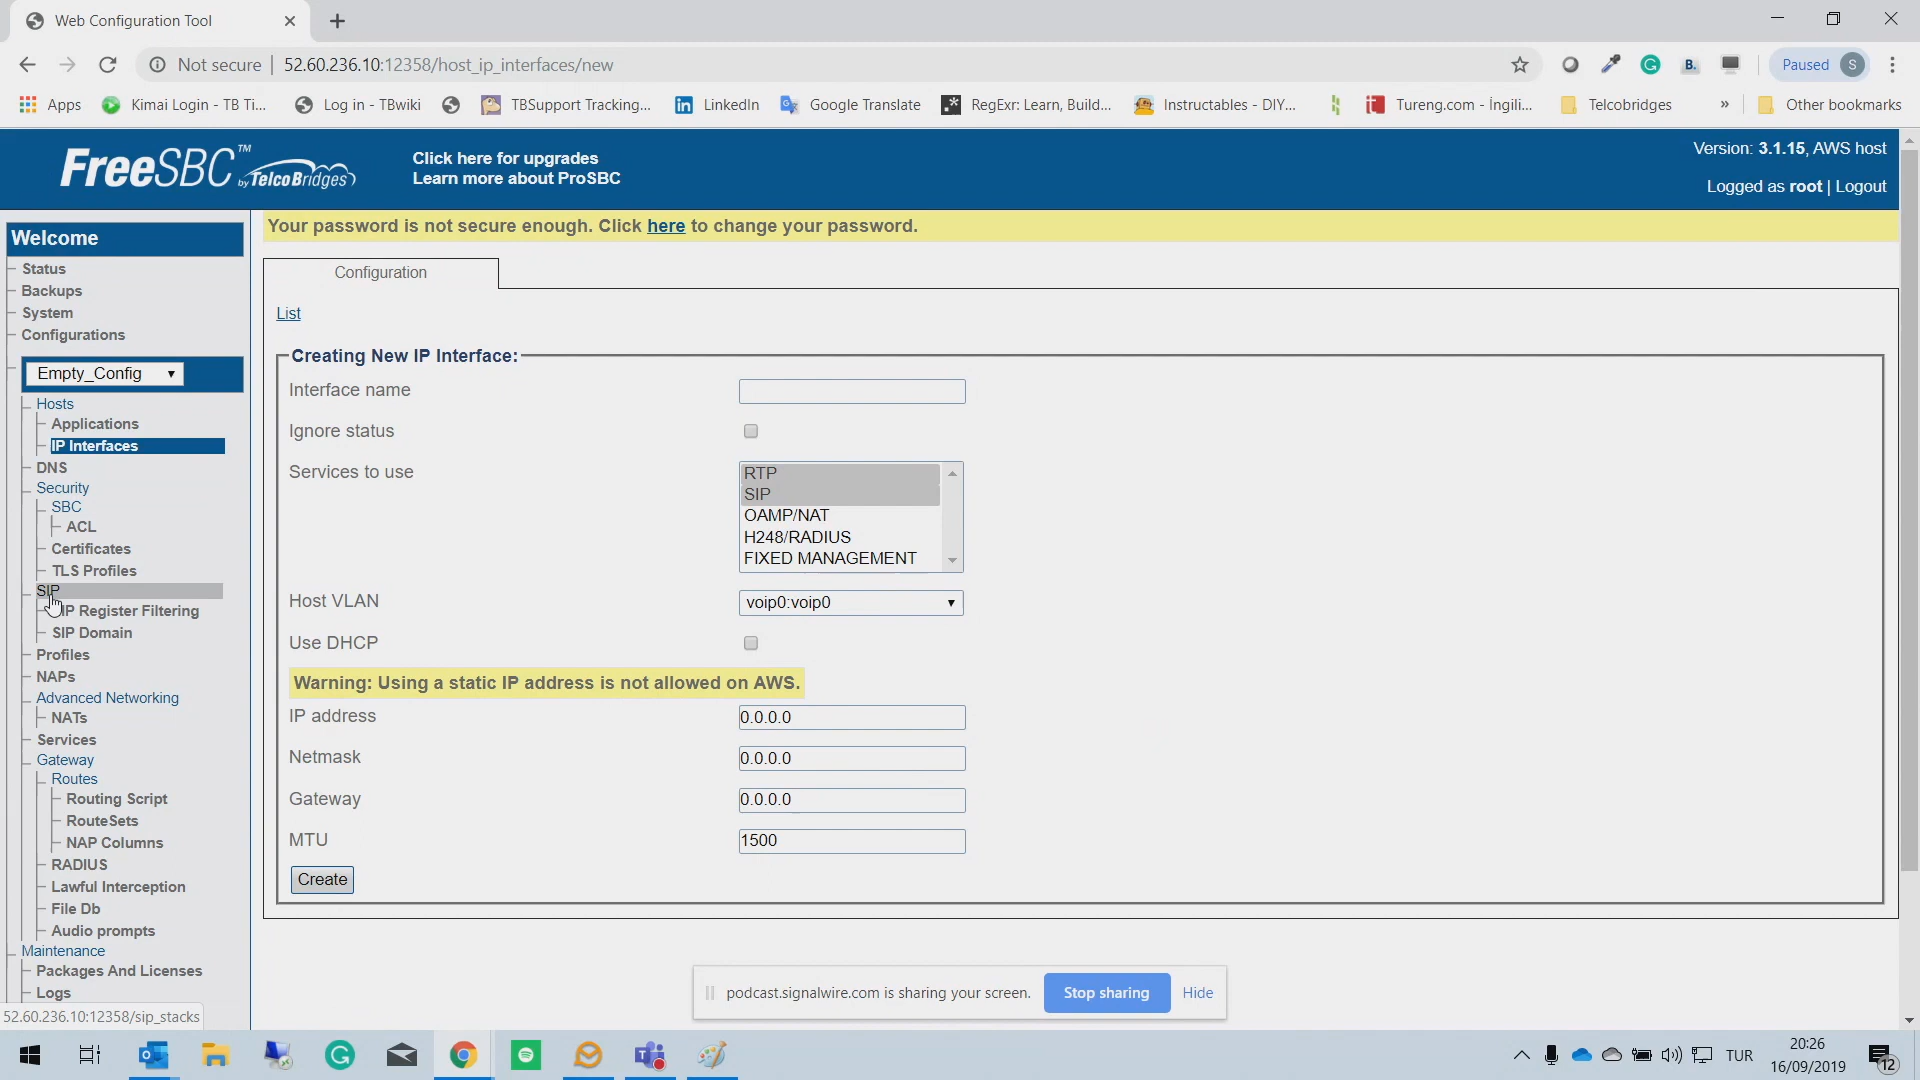 Web Configuration Tool
Not secure | 52.60.236.10:12358/host_ip_interfaces/new
Paused S
Apps Kimai Login - TB Ti... Log in - TBwiki TBSupport Tracking... LinkedIn Google Translate RegExr: Learn, Build... Instructables - DIY... Tureng.com - İngili... Telcobridges » Other bookmarks
FreeSBC™ by TelcoBridges
Click here for upgrades
Learn more about ProSBC
Version: 3.1.15, AWS host
Logged as root | Logout
Welcome
Status
Backups
System
Configurations
Empty_Config
Hosts
Applications
IP Interfaces
DNS
Security
SBC
ACL
Certificates
TLS Profiles
SIP
IP Register Filtering
SIP Domain
Profiles
NAPs
Advanced Networking
NATs
Services
Gateway
Routes
Routing Script
RouteSets
NAP Columns
RADIUS
Lawful Interception
File Db
Audio prompts
Maintenance
Packages And Licenses
Logs
52.60.236.10:12358/sip_stacks
Your password is not secure enough. Click here to change your password.
Configuration
List
Creating New IP Interface:
Interface name
Ignore status
Services to use
RTP
SIP
OAMP/NAT
H248/RADIUS
FIXED MANAGEMENT
Host VLAN voip0:voip0
Use DHCP
Warning: Using a static IP address is not allowed on AWS.
IP address 0.0.0.0
Netmask 0.0.0.0
Gateway 0.0.0.0
MTU 1500
Create
podcast.signalwire.com is sharing your screen. Stop sharing Hide
TUR
20:26
16/09/2019
12